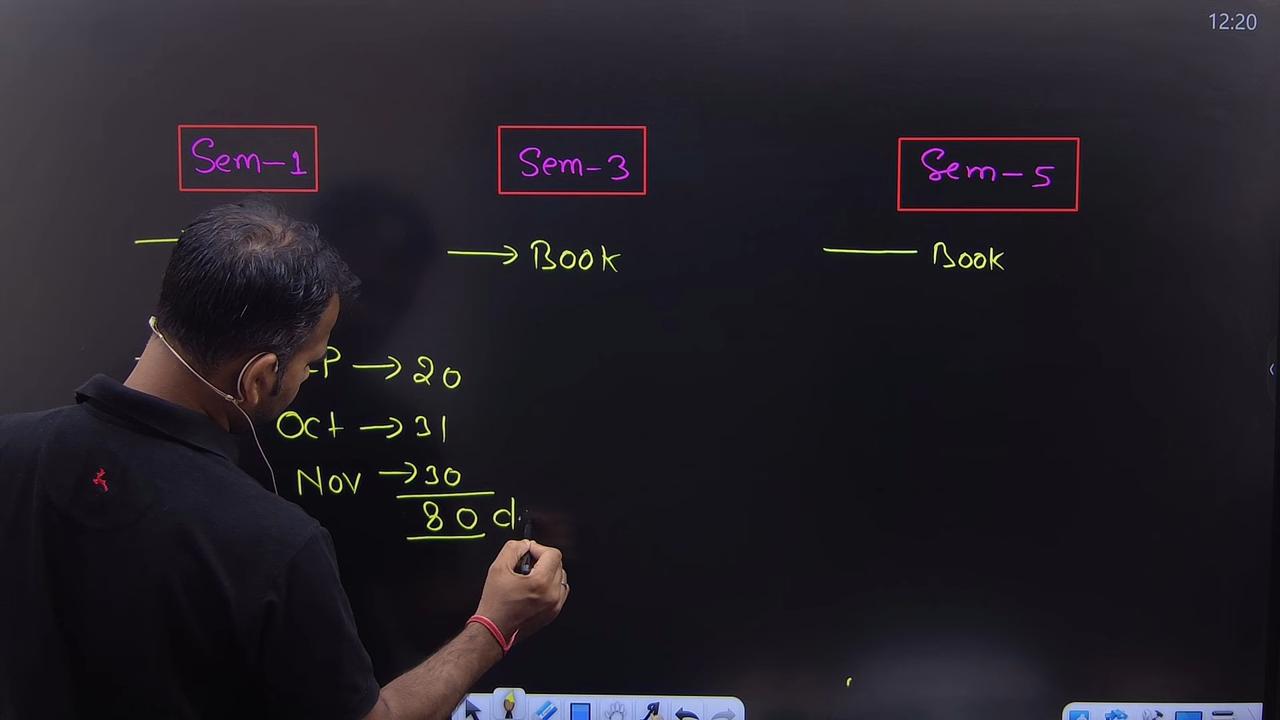 12:20
Sem-1 Sem-3 Sem-5
→ Book — Book
→ 20
Oct → 31
Nov → 30
80 d